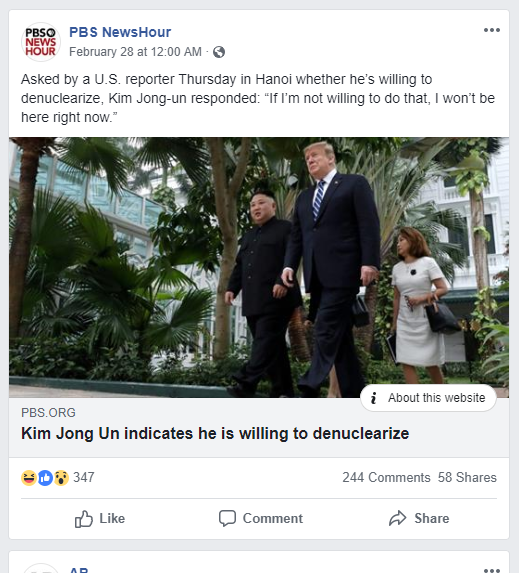 PBS
NEWS
HOUR
PBS NewsHour
February 28 at 12:00 AM ·
Asked by a U.S. reporter Thursday in Hanoi whether he's willing to
denuclearize, Kim Jong-un responded: “If I’m not willing to do that, I won’t be
here right now.”
About this website
PBS.ORG
Kim Jong Un indicates he is willing to denuclearize
347
244 Comments 58 Shares
Like
Comment
Share
AP